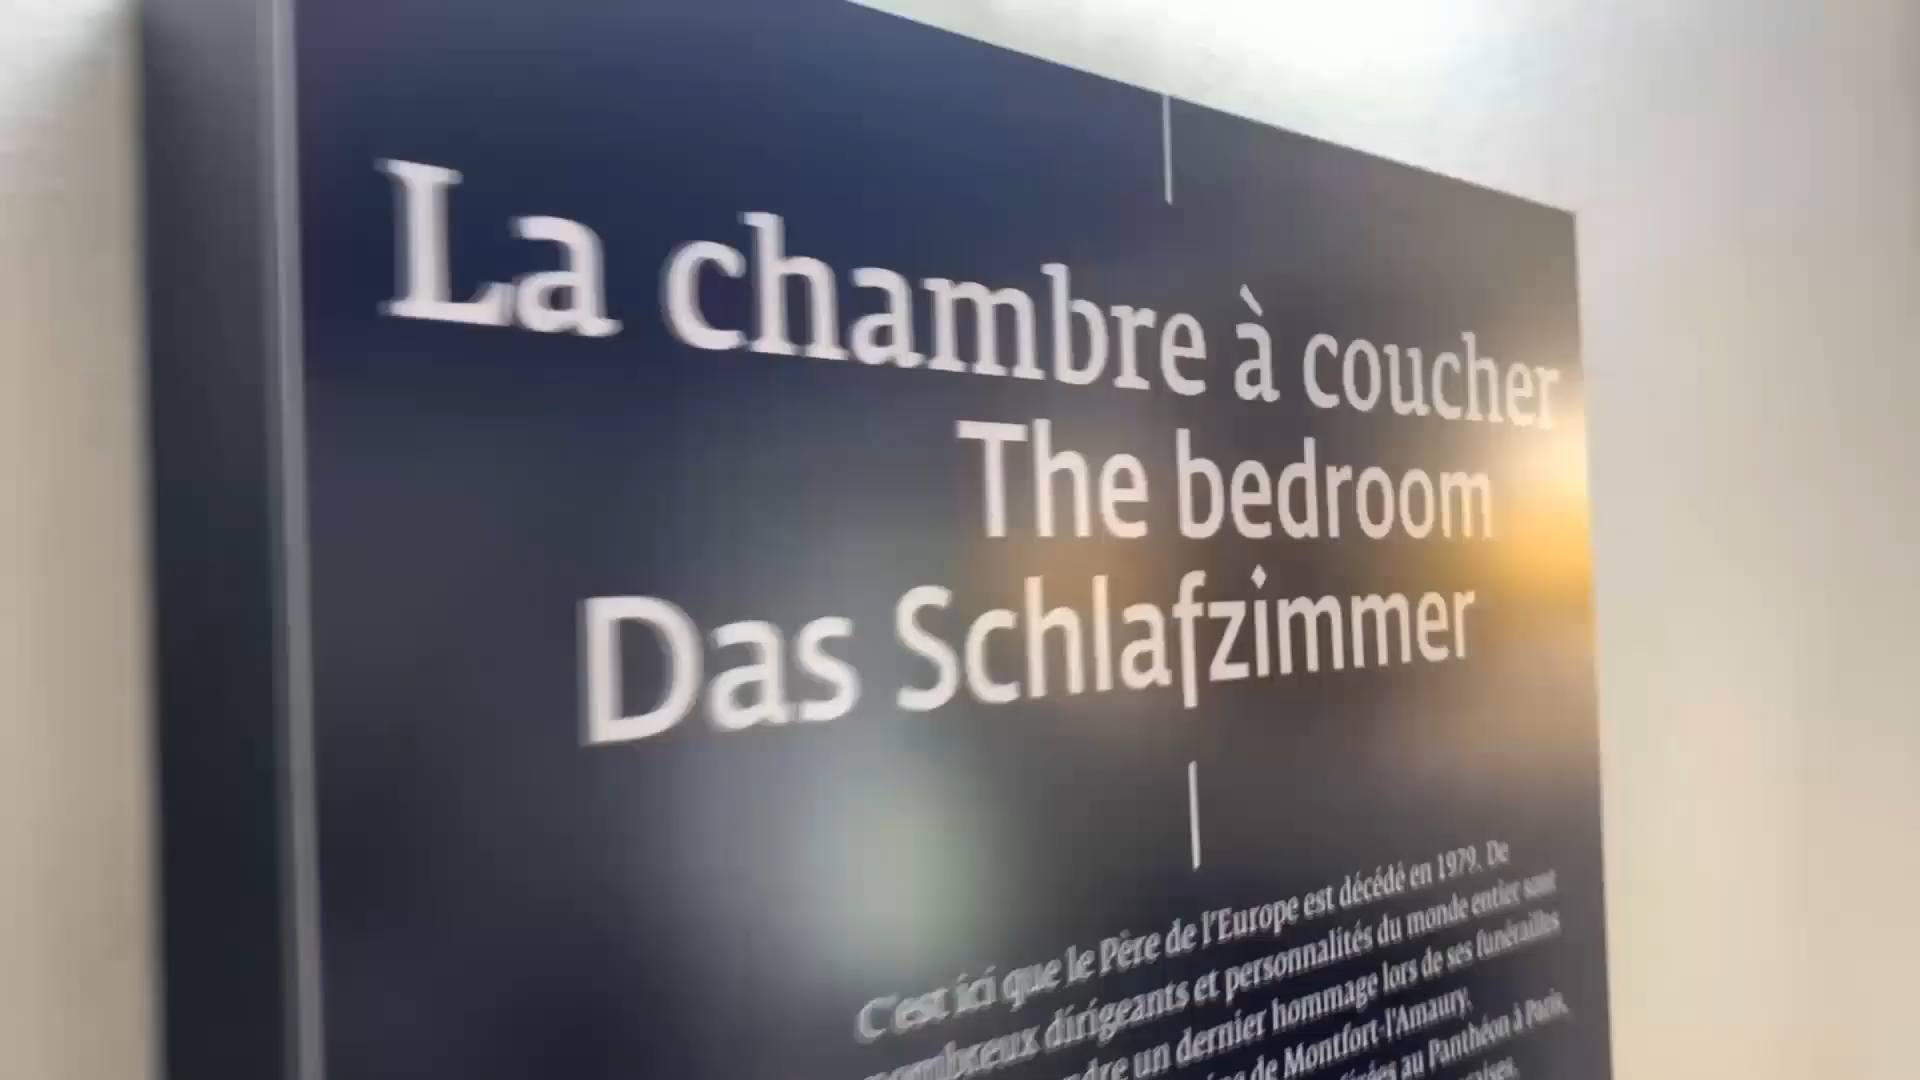 La chambre à coucher
The bedroom
Das Schlafzimmer
C'est ici que le Père de l'Europe est décédé en 1979. De
nombreux dirigeants et personnalités du monde entier sont
un dernier hommage lors de ses funérailles
de Montfort-l'Amaury.
au Panthéon à Paris,